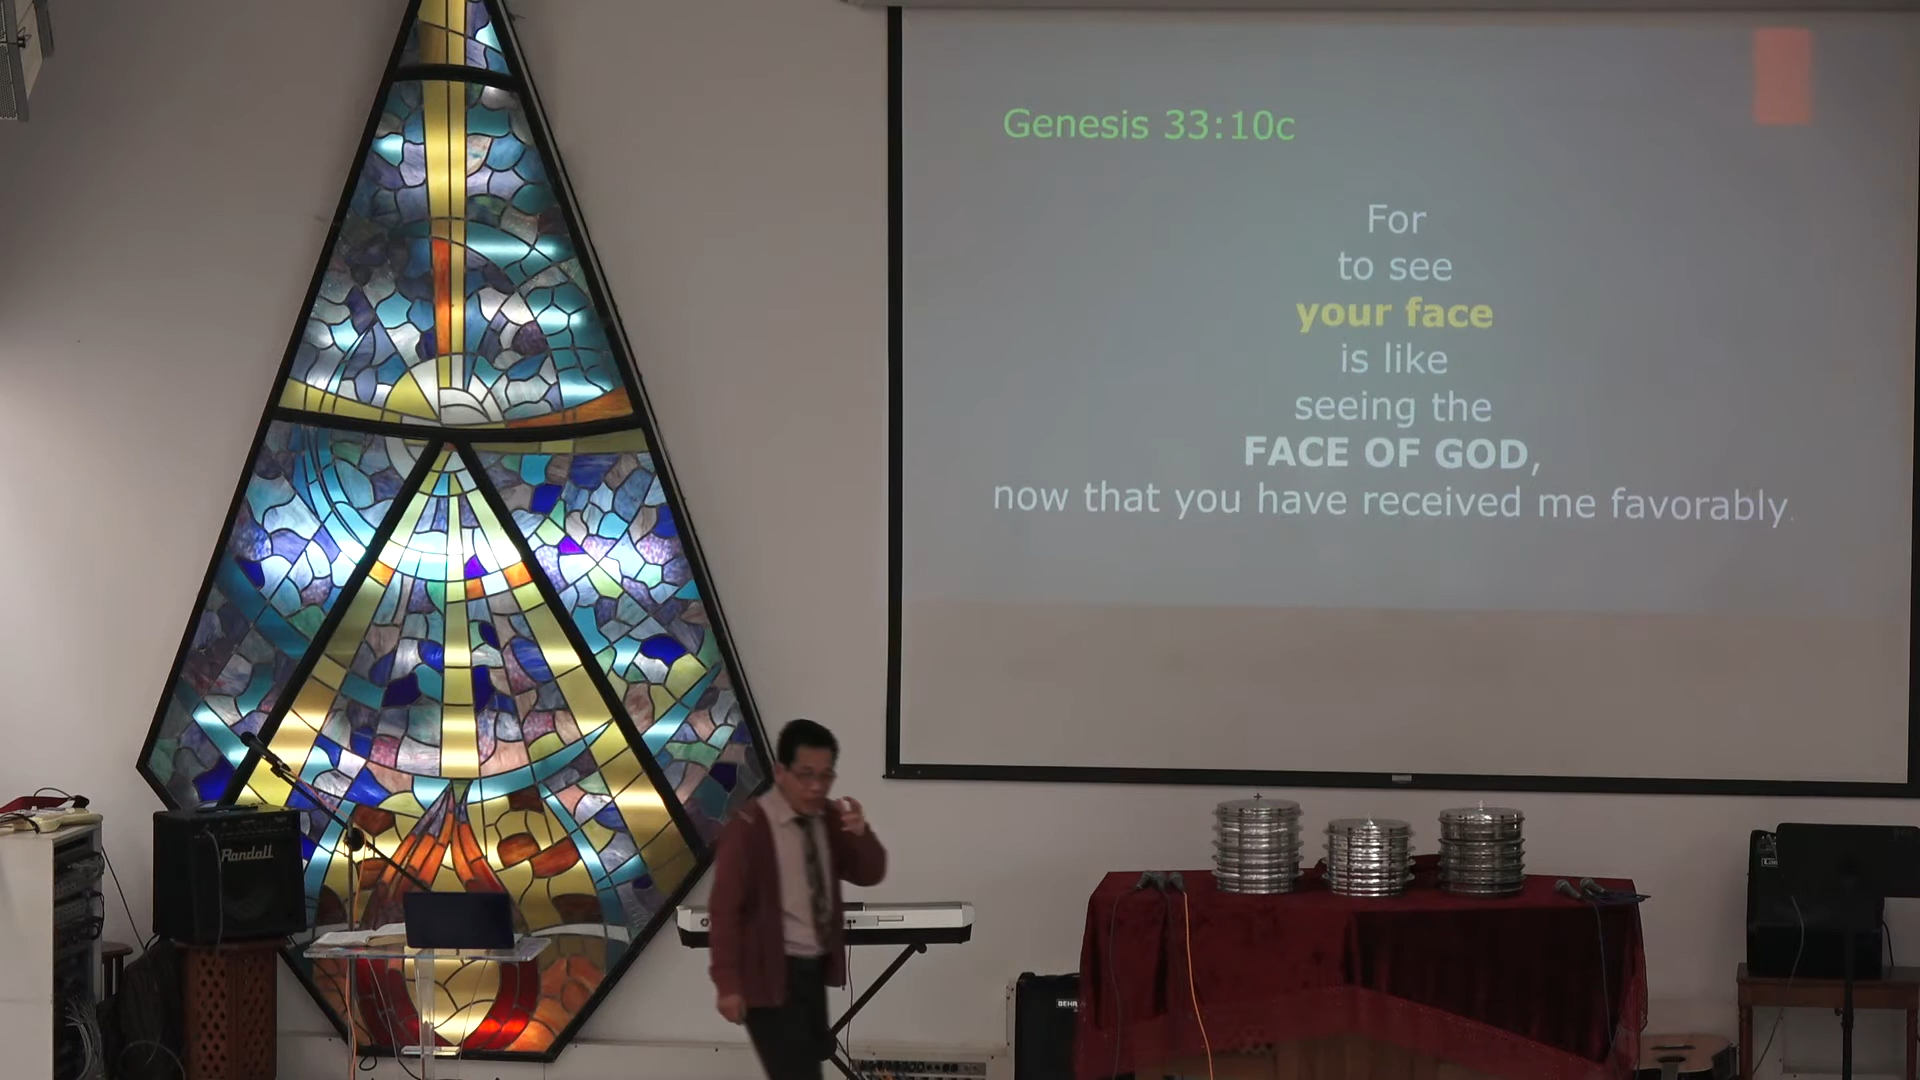 Genesis 33:10c
For
to see
your face
is like
seeing the
FACE OF GOD,
now that you have received me favorably.
Randall
BEHR